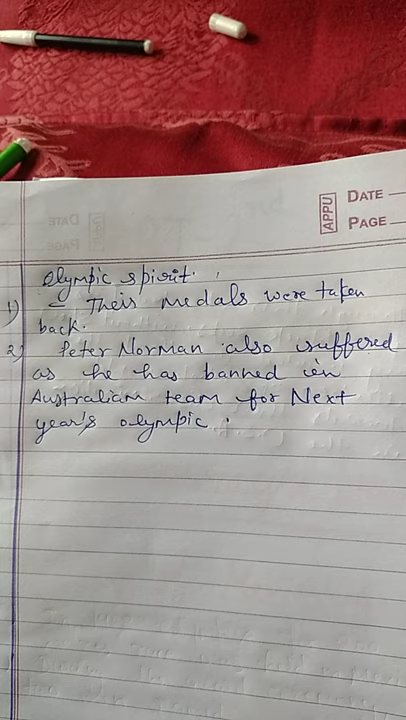 APPU DATE
PAGE
Olympic spirit.
1) - Their medals were taken
back.
2) Peter Norman also suffered
as he has banned in
Australian team for Next
year's olympic.